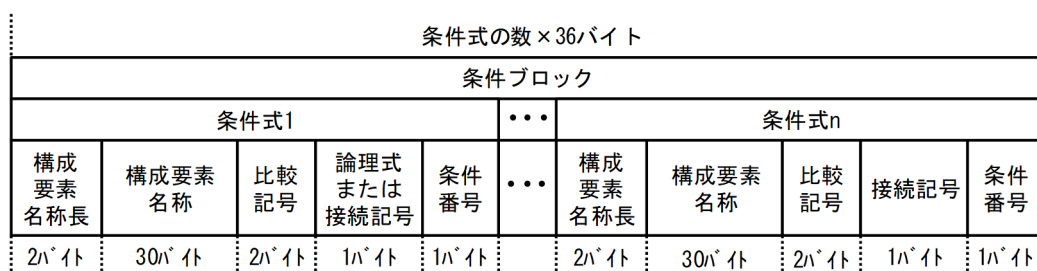 条件式の数×36バイト
条件ブロック
条件式1 ・・・ 条件式n
構成
要素
名称長
構成要素
名称
比較
記号
論理式
または
接続記号
条件
番号
・・・
構成
要素
名称長
構成要素
名称
比較
記号
接続記号
条件
番号
2バイト 30バイト 2バイト 1バイト 1バイト 2バイト 30バイト 2バイト 1バイト 1バイト